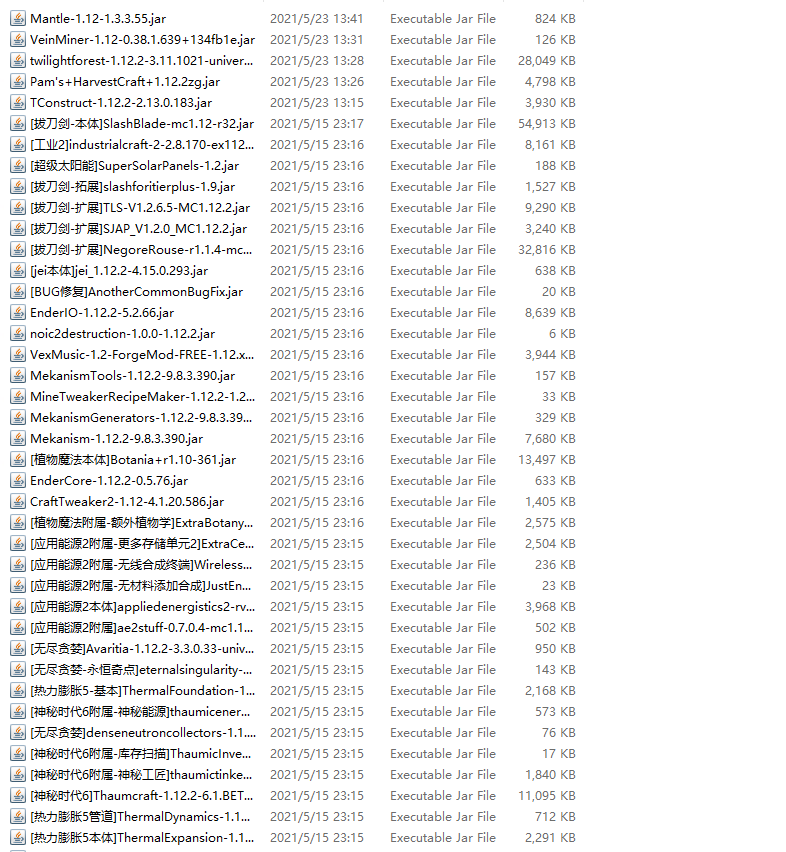 Mantle-1.12-1.3.3.55.jar 2021/5/23 13:41 Executable Jar File 824 KB
VeinMiner-1.12-0.38.1.639+134fb1e.jar 2021/5/23 13:31 Executable Jar File 126 KB
twilightforest-1.12.2-3.11.1021-univer... 2021/5/23 13:28 Executable Jar File 28,049 KB
Pam's+HarvestCraft+1.12.2zg.jar 2021/5/23 13:26 Executable Jar File 4,798 KB
TConstruct-1.12.2-2.13.0.183.jar 2021/5/23 13:15 Executable Jar File 3,930 KB
[拔刀剑-本体]SlashBlade-mc1.12-r32.jar 2021/5/15 23:17 Executable Jar File 54,913 KB
[工业2]industrialcraft-2-2.8.170-ex112... 2021/5/15 23:16 Executable Jar File 8,161 KB
[超级太阳能]SuperSolarPanels-1.2.jar 2021/5/15 23:16 Executable Jar File 188 KB
[拔刀剑-拓展]slashforitierplus-1.9.jar 2021/5/15 23:16 Executable Jar File 1,527 KB
[拔刀剑-扩展]TLS-V1.2.6.5-MC1.12.2.jar 2021/5/15 23:16 Executable Jar File 9,290 KB
[拔刀剑-扩展]SJAP_V1.2.0_MC1.12.2.jar 2021/5/15 23:16 Executable Jar File 3,240 KB
[拔刀剑-扩展]NegoreRouse-r1.1.4-mc... 2021/5/15 23:16 Executable Jar File 32,816 KB
[jei本体]jei_1.12.2-4.15.0.293.jar 2021/5/15 23:16 Executable Jar File 638 KB
[BUG修复]AnotherCommonBugFix.jar 2021/5/15 23:16 Executable Jar File 20 KB
EnderIO-1.12.2-5.2.66.jar 2021/5/15 23:16 Executable Jar File 8,639 KB
noic2destruction-1.0.0-1.12.2.jar 2021/5/15 23:16 Executable Jar File 6 KB
VexMusic-1.2-ForgeMod-FREE-1.12.x... 2021/5/15 23:16 Executable Jar File 3,944 KB
MekanismTools-1.12.2-9.8.3.390.jar 2021/5/15 23:16 Executable Jar File 157 KB
MineTweakerRecipeMaker-1.12.2-1.2... 2021/5/15 23:16 Executable Jar File 33 KB
MekanismGenerators-1.12.2-9.8.3.39... 2021/5/15 23:16 Executable Jar File 329 KB
Mekanism-1.12.2-9.8.3.390.jar 2021/5/15 23:16 Executable Jar File 7,680 KB
[植物魔法本体]Botania+r1.10-361.jar 2021/5/15 23:16 Executable Jar File 13,497 KB
EnderCore-1.12.2-0.5.76.jar 2021/5/15 23:16 Executable Jar File 633 KB
CraftTweaker2-1.12-4.1.20.586.jar 2021/5/15 23:16 Executable Jar File 1,405 KB
[植物魔法附属-额外植物学]ExtraBotany... 2021/5/15 23:16 Executable Jar File 2,575 KB
[应用能源2附属-更多存储单元2]ExtraCe... 2021/5/15 23:15 Executable Jar File 2,504 KB
[应用能源2附属-无线合成终端]Wireless... 2021/5/15 23:15 Executable Jar File 236 KB
[应用能源2附属-无材料添加合成]JustEn... 2021/5/15 23:15 Executable Jar File 23 KB
[应用能源2本体]appliedenergistics2-rv... 2021/5/15 23:15 Executable Jar File 3,968 KB
[应用能源2附属]ae2stuff-0.7.0.4-mc1.1... 2021/5/15 23:15 Executable Jar File 502 KB
[无尽贪婪]Avaritia-1.12.2-3.3.0.33-univ... 2021/5/15 23:15 Executable Jar File 950 KB
[无尽贪婪-永恒奇点]eternalsingularity-... 2021/5/15 23:15 Executable Jar File 143 KB
[热力膨胀5-基本]ThermalFoundation-1... 2021/5/15 23:15 Executable Jar File 2,168 KB
[神秘时代6附属-神秘能源]thaumicener... 2021/5/15 23:15 Executable Jar File 573 KB
[无尽贪婪]denseneutroncollectors-1.1.... 2021/5/15 23:15 Executable Jar File 76 KB
[神秘时代6附属-库存扫描]ThaumicInve... 2021/5/15 23:15 Executable Jar File 17 KB
[神秘时代6附属-神秘工匠]thaumictinke... 2021/5/15 23:15 Executable Jar File 1,840 KB
[神秘时代6]Thaumcraft-1.12.2-6.1.BET... 2021/5/15 23:15 Executable Jar File 11,095 KB
[热力膨胀5管道]ThermalDynamics-1.1... 2021/5/15 23:15 Executable Jar File 712 KB
[热力膨胀5本体]ThermalExpansion-1.1... 2021/5/15 23:15 Executable Jar File 2,291 KB